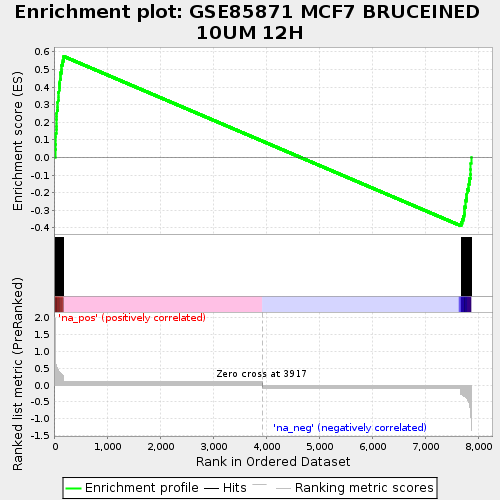 Enrichment plot: GSE85871 MCF7 BRUCEINED
10UM 12H
Enrichment score (ES)
0.6
0.5
0.4
0.3
0.2
0.1
0.0
-0.1
-0.2
-0.3
-0.4
'na_pos' (positively correlated)
Ranked list metric (PreRanked)
2.0
1.5
1.0
0.5
0.0
-0.5
-1.0
-1.5
Zero cross at 3917
'na_neg' (negatively correlated)
0 1,000 2,000 3,000 4,000 5,000 6,000 7,000 8,000
Rank in Ordered Dataset
Enrichment profile Hits Ranking metric scores